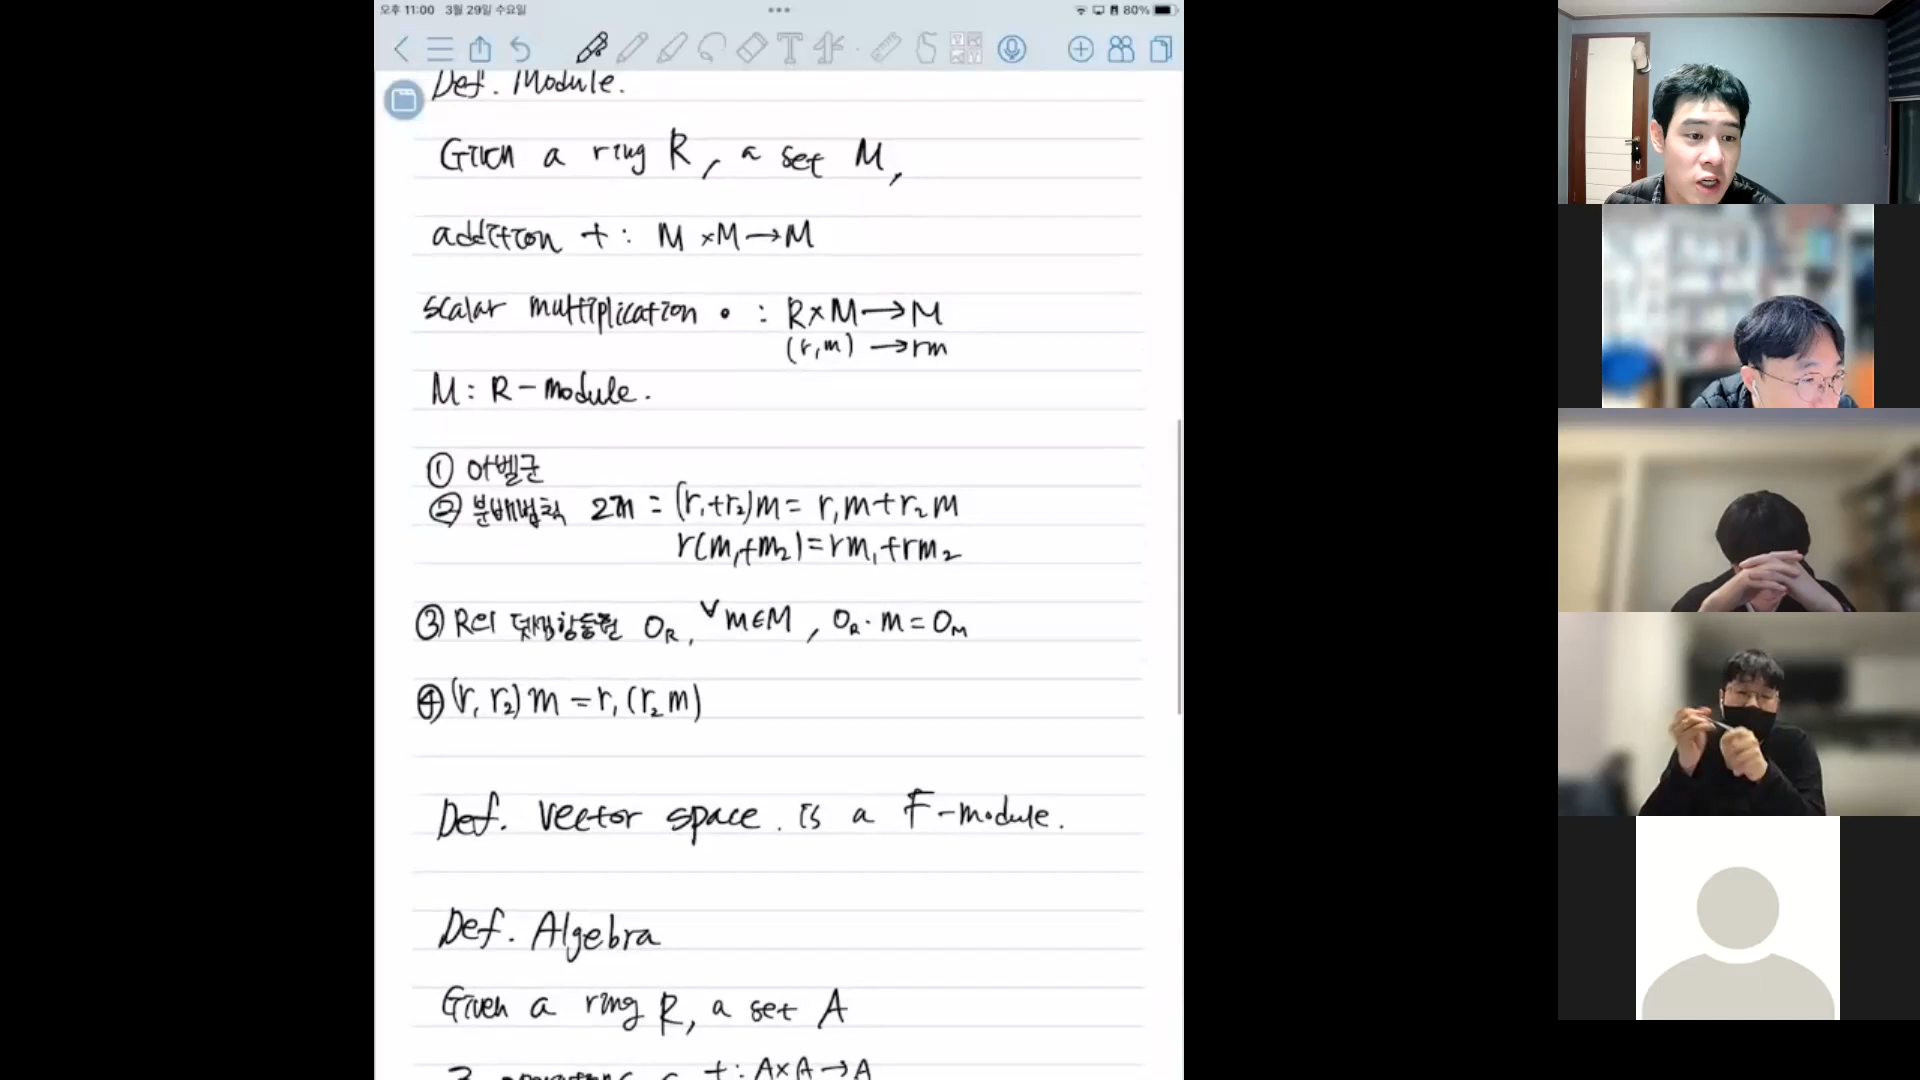 오후 11:00 3월 29일 수요일
80%
Def. Module.
Given a ring R, a set M,
addition + : M × M → M
scalar multiplication • : R × M → M
(r, m) → rm
M : R - module.
① 아벨군
② 분배법칙 2m = (r₁+r₂)m = r₁m + r₂m
r(m₁+m₂) = rm₁ + rm₂
③ R의 덧셈항등원 0_R, ∀m∈M, 0_R · m = 0_M
④ (r₁ r₂) m = r₁ (r₂ m)
Def. Vector space. is a F-module.
Def. Algebra
Given a ring R, a set A
+ : A × A → A